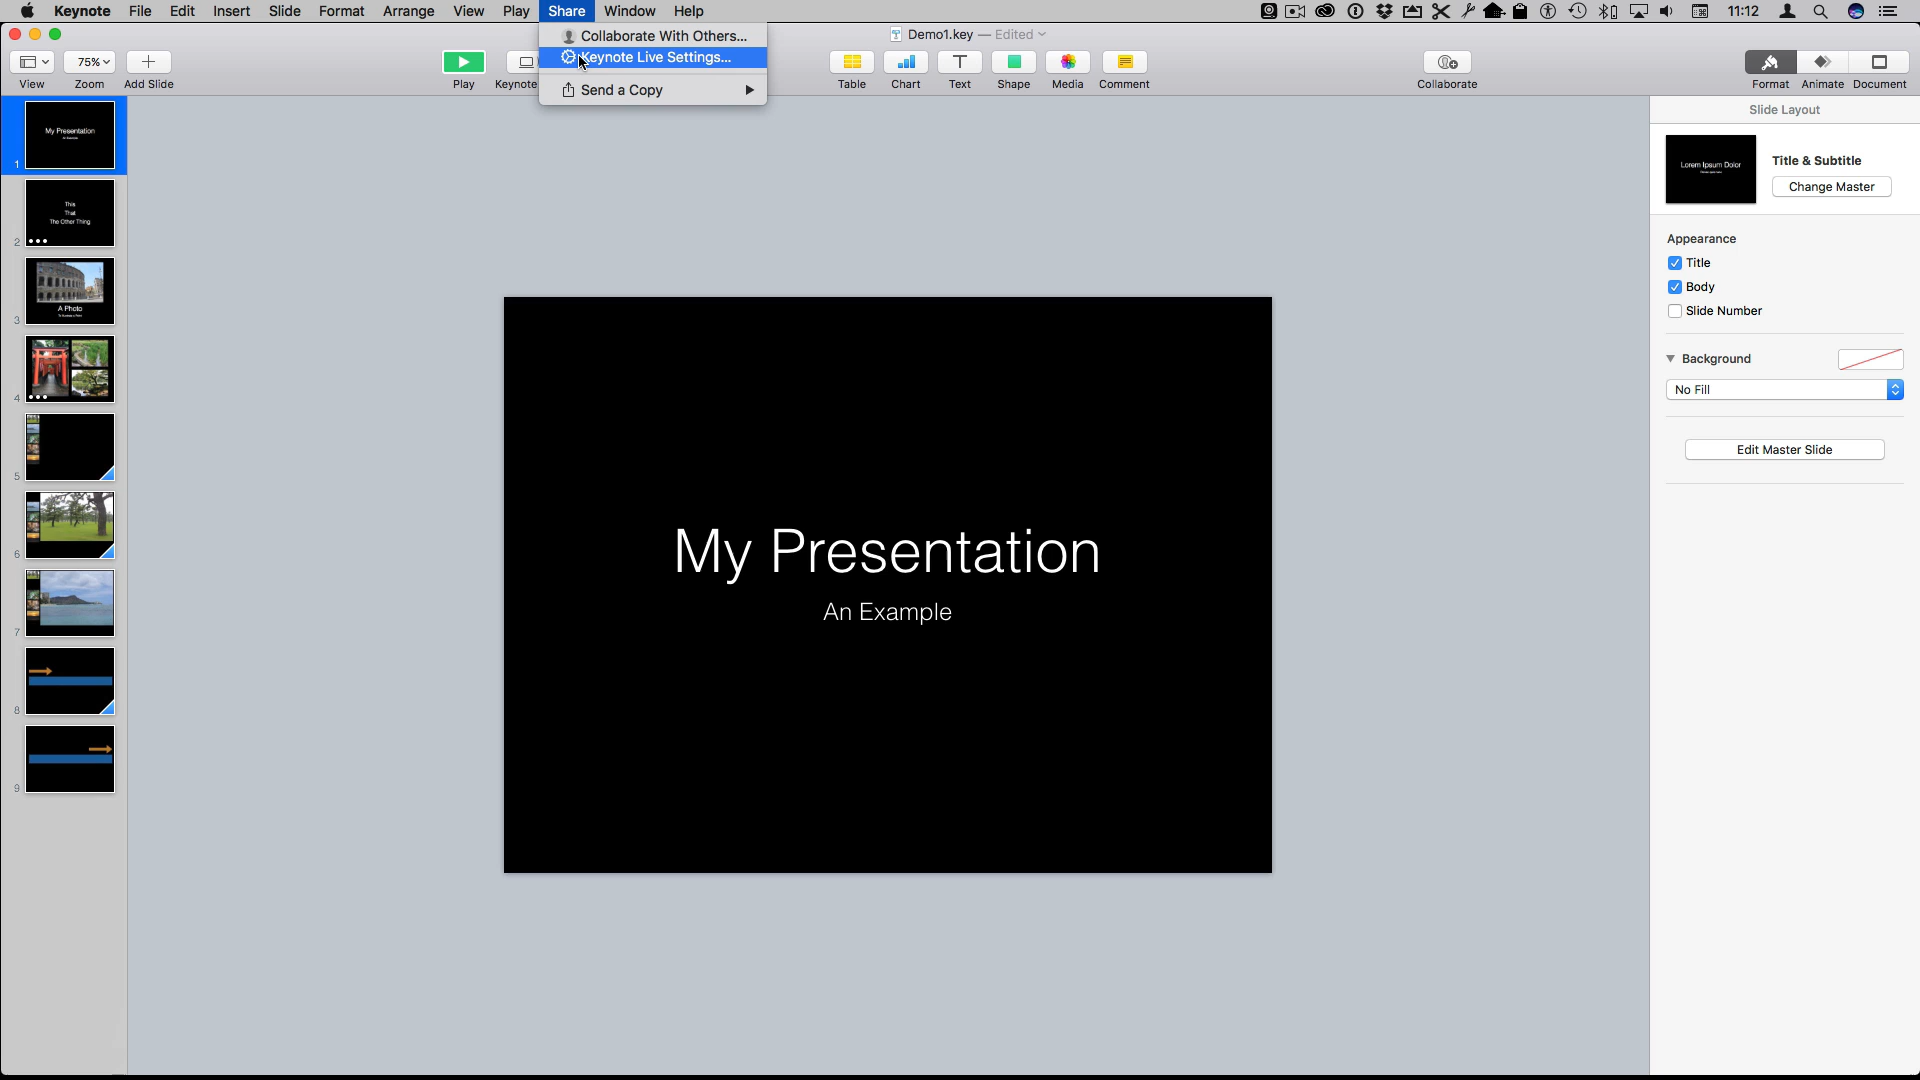 Keynote File Edit Insert Slide Format Arrange View Play Share Window Help 11:12
Demo1.key — Edited
Collaborate With Others...
Keynote Live Settings...
Send a Copy
75%
View Zoom Add Slide Play Keynote Table Chart Text Shape Media Comment Collaborate Format Animate Document
Slide Layout
Lorem Ipsum Dolor
Title & Subtitle
Change Master
Appearance
Title
Body
Slide Number
Background
No Fill
Edit Master Slide
My Presentation
An Example
1
This
That
The Other Thing
2
A Photo
3
4
5
6
7
8
9
My Presentation
An Example